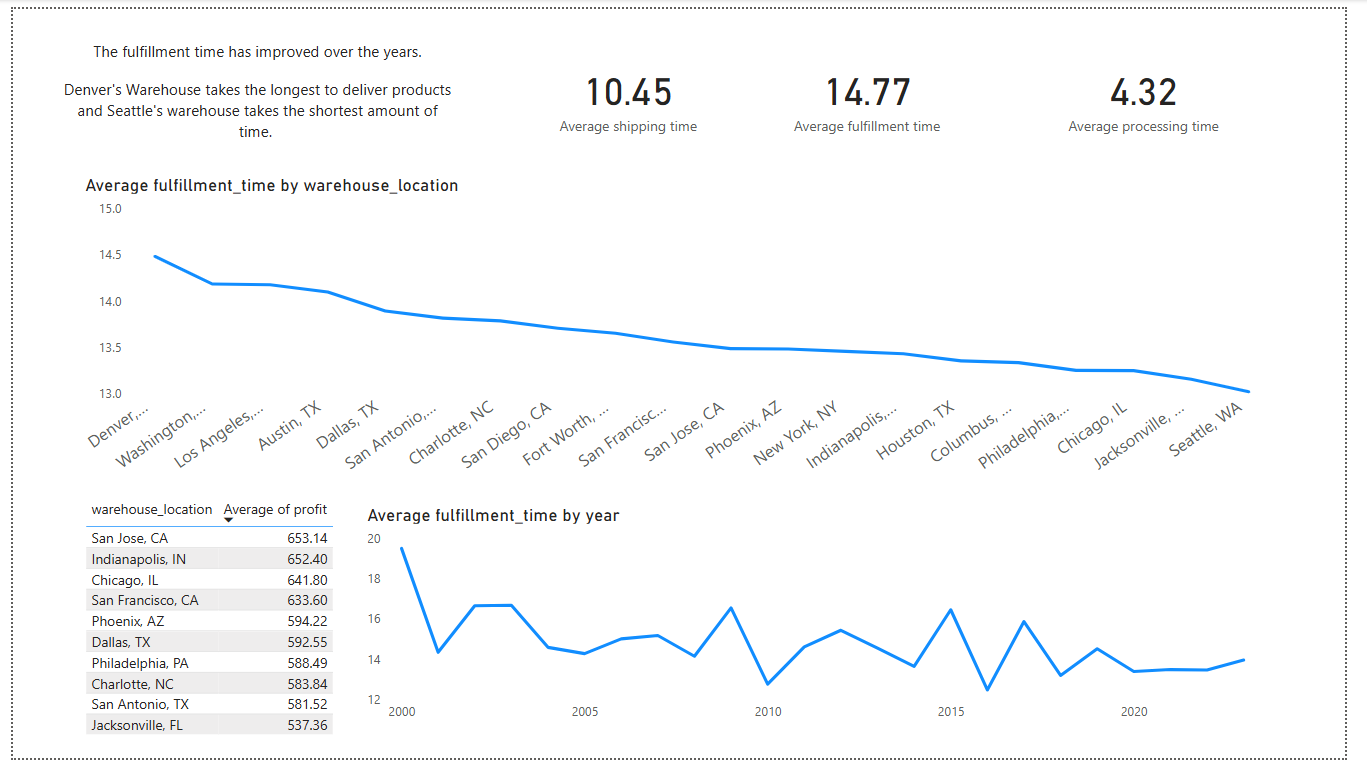 The fulfillment time has improved over the years.
Denver's Warehouse takes the longest to deliver products
and Seattle's warehouse takes the shortest amount of
time.
10.45
Average shipping time
14.77
Average fulfillment time
4.32
Average processing time
Average fulfillment_time by warehouse_location
15.0
14.5
14.0
13.5
13.0
Denver,...
Washington,...
Los Angeles,...
Austin, TX
Dallas, TX
San Antonio,...
Charlotte, NC
San Diego, CA
Fort Worth, ...
San Francisc...
San Jose, CA
Phoenix, AZ
New York, NY
Indianapolis,...
Houston, TX
Columbus, ...
Philadelphia,...
Chicago, IL
Jacksonville, ...
Seattle, WA
warehouse_location Average of profit
San Jose, CA 653.14
Indianapolis, IN 652.40
Chicago, IL 641.80
San Francisco, CA 633.60
Phoenix, AZ 594.22
Dallas, TX 592.55
Philadelphia, PA 588.49
Charlotte, NC 583.84
San Antonio, TX 581.52
Jacksonville, FL 537.36
Average fulfillment_time by year
20
18
16
14
12
2000 2005 2010 2015 2020